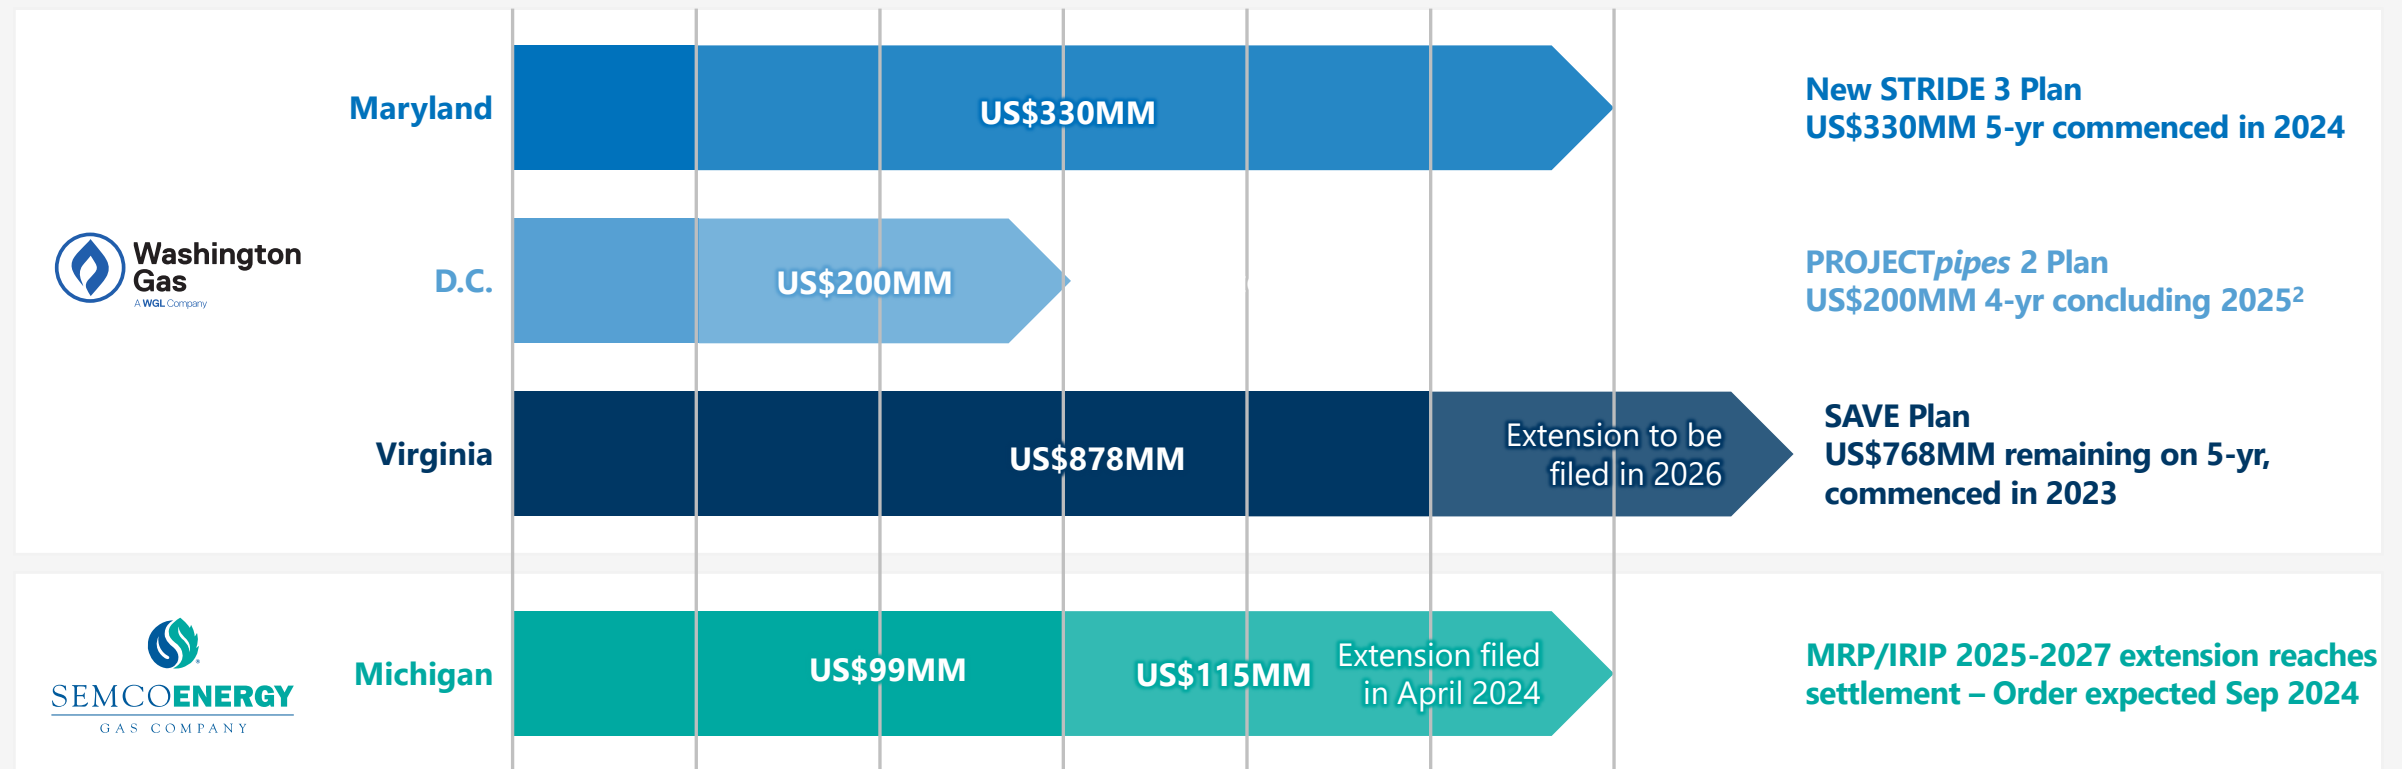 Maryland
US$330MM
New STRIDE 3 Plan
US$330MM 5-yr commenced in 2024
Washington
Gas
A WGL Company
D.C.
US$200MM
PROJECTpipes 2 Plan
US$200MM 4-yr concluding 2025²
Virginia
US$878MM
Extension to be
filed in 2026
SAVE Plan
US$768MM remaining on 5-yr,
commenced in 2023
SEMCOENERGY
GAS COMPANY
Michigan
US$99MM
US$115MM
Extension filed
in April 2024
MRP/IRIP 2025-2027 extension reaches
settlement – Order expected Sep 2024